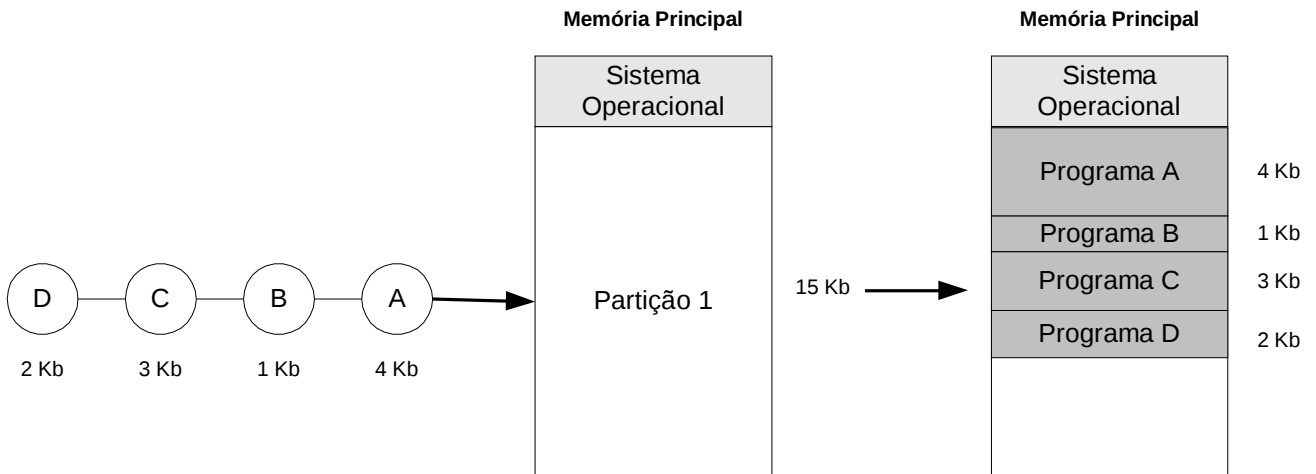 Memória Principal
Memória Principal
Sistema
Operacional
Sistema
Operacional
Programa A
4 Kb
Programa B
1 Kb
D
C
B
A
Partição 1
15 Kb
Programa C
3 Kb
Programa D
2 Kb
2 Kb
3 Kb
1 Kb
4 Kb